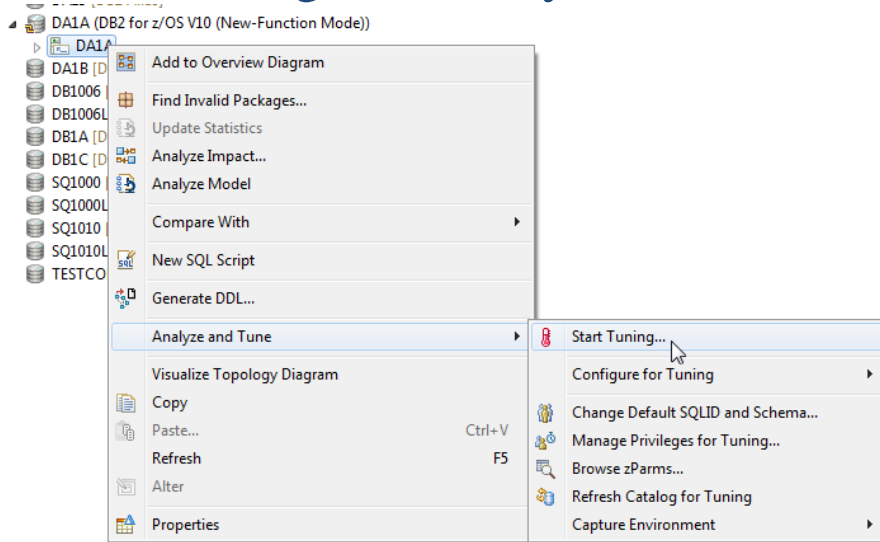 DA1A (DB2 for z/OS V10 (New-Function Mode))
DA1A
DA1B [D
DB1006
DB1006L
DB1A [D
DB1C [D
SQ1000
SQ1000L
SQ1010
SQ1010L
TESTCO
Add to Overview Diagram
Find Invalid Packages...
Update Statistics
Analyze Impact...
Analyze Model
Compare With
New SQL Script
Generate DDL...
Analyze and Tune
Visualize Topology Diagram
Copy
Paste... Ctrl+V
Refresh F5
Alter
Properties
Start Tuning...
Configure for Tuning
Change Default SQLID and Schema...
Manage Privileges for Tuning...
Browse zParms...
Refresh Catalog for Tuning
Capture Environment